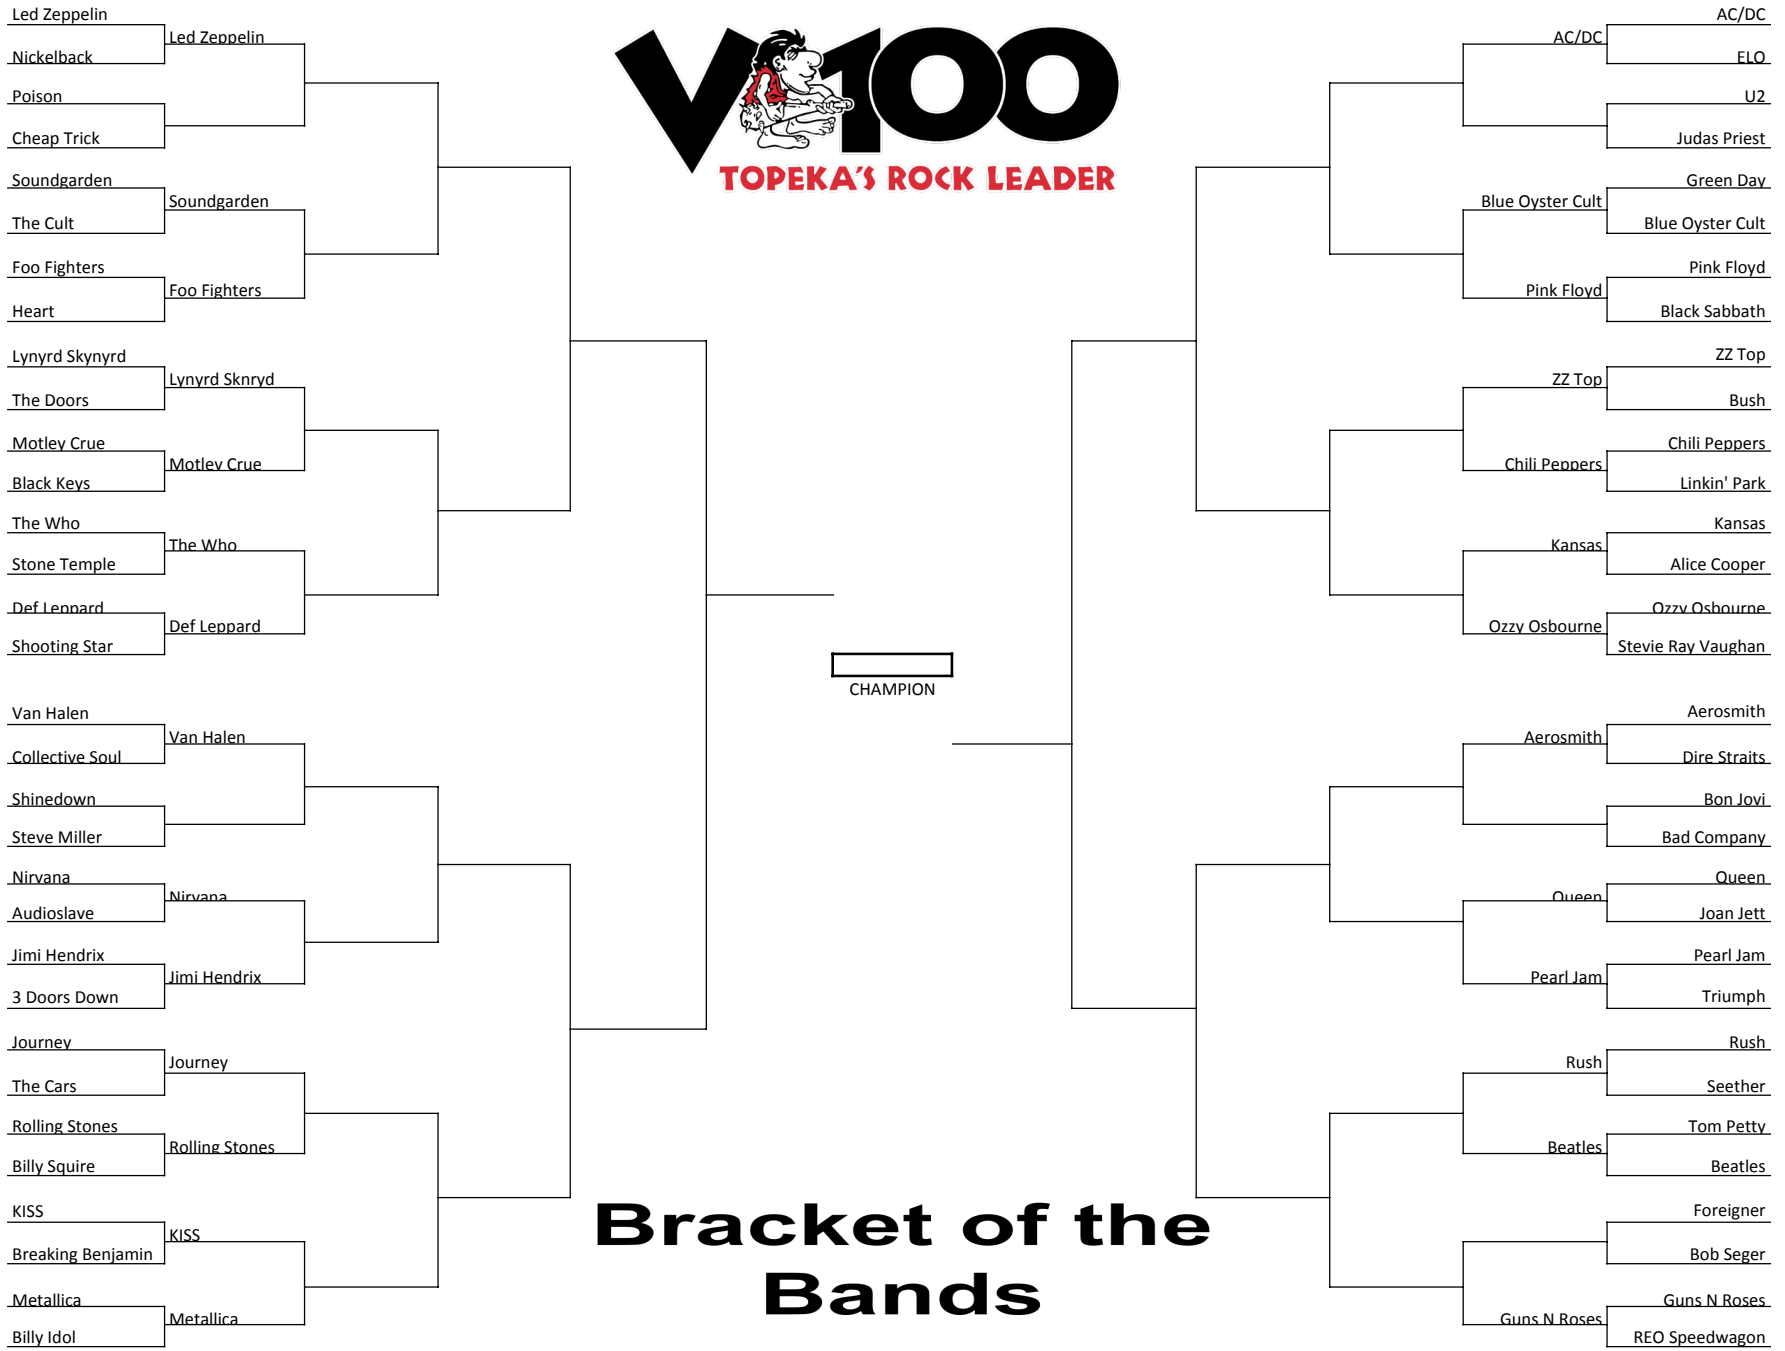 Led Zeppelin
Nickelback
Poison
Cheap Trick
Soundgarden
The Cult
Foo Fighters
Heart
Lynyrd Skynyrd
The Doors
Motley Crue
Black Keys
The Who
Stone Temple
Def Leppard
Shooting Star
Van Halen
Collective Soul
Shinedown
Steve Miller
Nirvana
Audioslave
Jimi Hendrix
3 Doors Down
Journey
The Cars
Rolling Stones
Billy Squire
KISS
Breaking Benjamin
Metallica
Billy Idol
Led Zeppelin
Soundgarden
Foo Fighters
Lynyrd Sknryd
Motley Crue
The Who
Def Leppard
Van Halen
Nirvana
Jimi Hendrix
Journey
Rolling Stones
KISS
Metallica
V100
TOPEKA'S ROCK LEADER
CHAMPION
Bracket of the
Bands
AC/DC
Blue Oyster Cult
Pink Floyd
ZZ Top
Chili Peppers
Kansas
Ozzy Osbourne
Aerosmith
Queen
Pearl Jam
Rush
Beatles
Guns N Roses
AC/DC
ELO
U2
Judas Priest
Green Day
Blue Oyster Cult
Pink Floyd
Black Sabbath
ZZ Top
Bush
Chili Peppers
Linkin' Park
Kansas
Alice Cooper
Ozzy Osbourne
Stevie Ray Vaughan
Aerosmith
Dire Straits
Bon Jovi
Bad Company
Queen
Joan Jett
Pearl Jam
Triumph
Rush
Seether
Tom Petty
Beatles
Foreigner
Bob Seger
Guns N Roses
REO Speedwagon